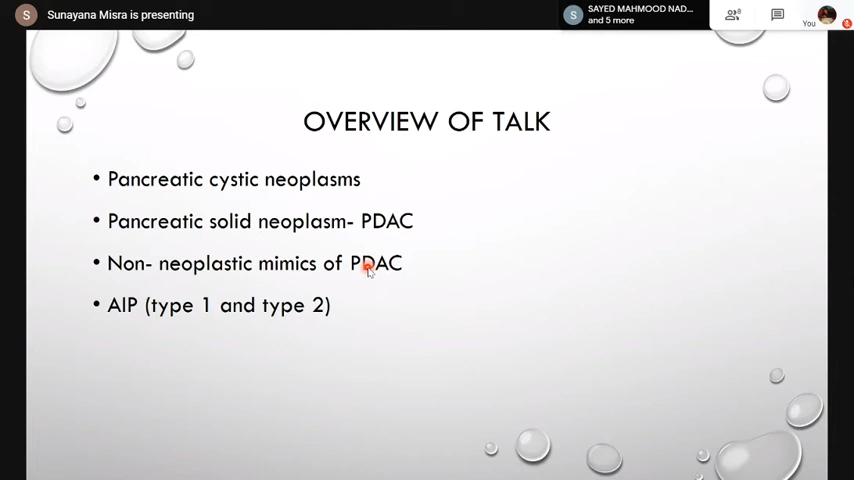 S Sunayana Misra is presenting
S SAYED MAHMOOD NAD...
and 5 more
8
You
OVERVIEW OF TALK
• Pancreatic cystic neoplasms
• Pancreatic solid neoplasm- PDAC
• Non- neoplastic mimics of PDAC
• AIP (type 1 and type 2)